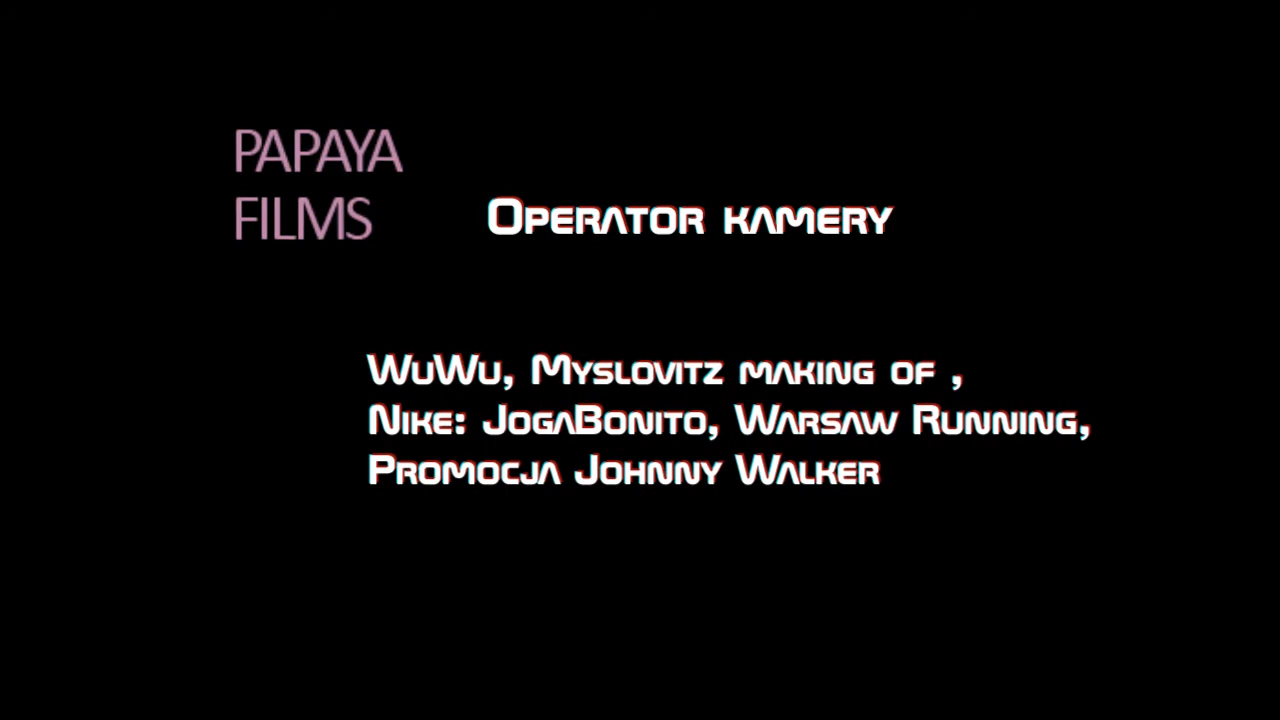 PAPAYA
FILMS
Operator kamery
WuWu, Myslovitz making of ,
Nike: JogaBonito, Warsaw Running,
Promocja Johnny Walker